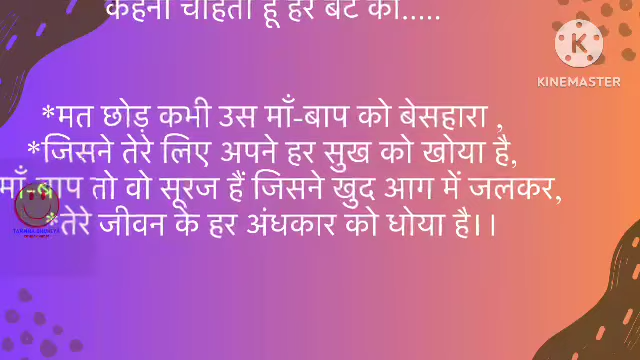 कहना चाहता हूँ हर बेटे को.....
KINEMASTER
*मत छोड़ कभी उस माँ-बाप को बेसहारा ,
*जिसने तेरे लिए अपने हर सुख को खोया है,
माँ-बाप तो वो सूरज हैं जिसने खुद आग में जलकर,
*तेरे जीवन के हर अंधकार को धोया है।।